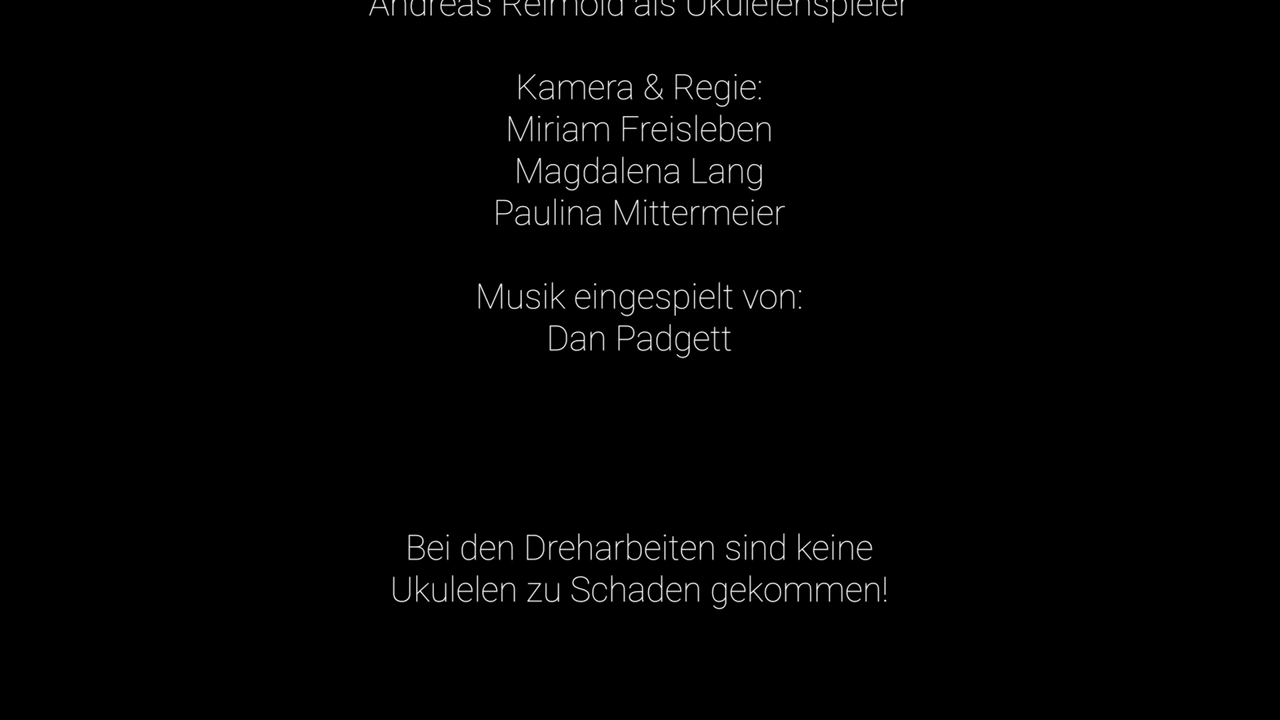 Andreas Reimold als Ukulelenspieler
Kamera & Regie:
Miriam Freisleben
Magdalena Lang
Paulina Mittermeier
Musik eingespielt von:
Dan Padgett
Bei den Dreharbeiten sind keine
Ukulelen zu Schaden gekommen!